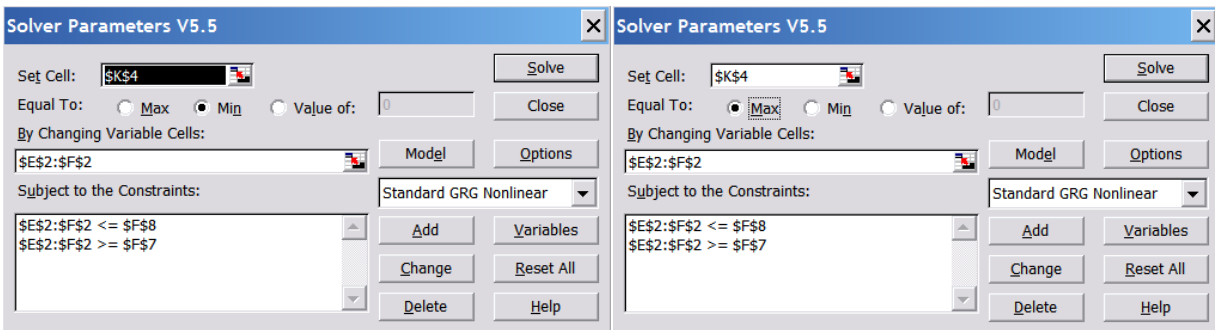 Solver Parameters V5.5
Set Cell: $K$4 Solve
Equal To: Max Min Value of: 0 Close
By Changing Variable Cells:
$E$2:$F$2 Model Options
Subject to the Constraints: Standard GRG Nonlinear
$E$2:$F$2 <= $F$8 Add Variables
$E$2:$F$2 >= $F$7
Change Reset All
Delete Help
Solver Parameters V5.5
Set Cell: $K$4 Solve
Equal To: Max Min Value of: 0 Close
By Changing Variable Cells:
$E$2:$F$2 Model Options
Subject to the Constraints: Standard GRG Nonlinear
$E$2:$F$2 <= $F$8 Add Variables
$E$2:$F$2 >= $F$7
Change Reset All
Delete Help